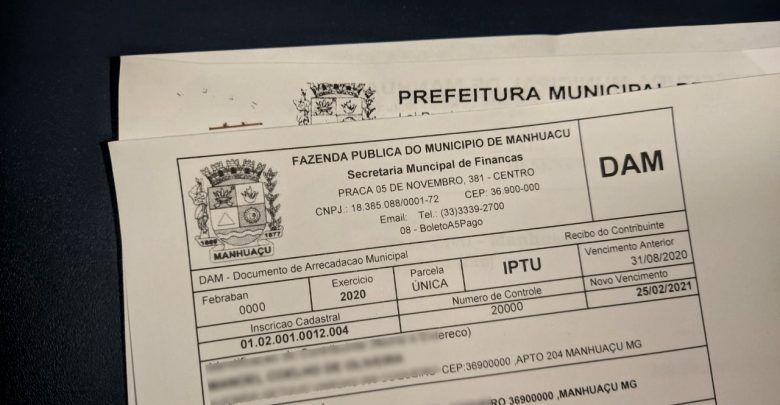 PREFEITURA MUNICIPAL
FAZENDA PUBLICA DO MUNICIPIO DE MANHUACU
Secretaria Muncipal de Financas
PRACA 05 DE NOVEMBRO, 381 - CENTRO
CNPJ.: 18.385.088/0001-72 CEP: 36.900-000
Email: Tel.: (33)3339-2700
08 - BoletoA5Pago
DAM
1889 1877
MANHUAÇU
DAM - Documento de Arrecadacao Municipal
Recibo do Contribuinte
Febraban
0000
Exercicio
2020
Parcela
ÚNICA
IPTU
Vencimento Anterior
31/08/2020
Inscricao Cadastral
01.02.001.0012.004
Numero de Controle
20000
Novo Vencimento
25/02/2021
CEP:36900000 ,APTO 204 MANHUAÇU MG
RO 36900000 ,MANHUAÇU MG